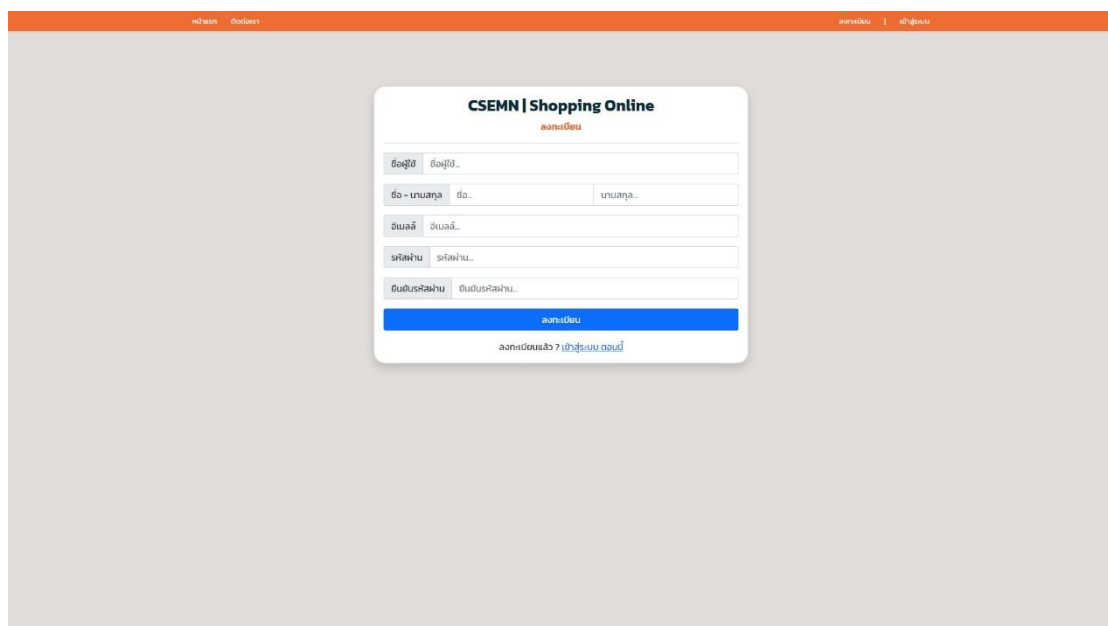 หน้าแรก ติดต่อเรา ลงทะเบียน | เข้าสู่ระบบ
CSEMN | Shopping Online
ลงทะเบียน
ชื่อผู้ใช้ ชื่อผู้ใช้...
ชื่อ - นามสกุล ชื่อ... นามสกุล...
อีเมลล์ อีเมลล์...
รหัสผ่าน รหัสผ่าน...
ยืนยันรหัสผ่าน ยืนยันรหัสผ่าน...
ลงทะเบียน
ลงทะเบียนแล้ว ? เข้าสู่ระบบ ตอนนี้